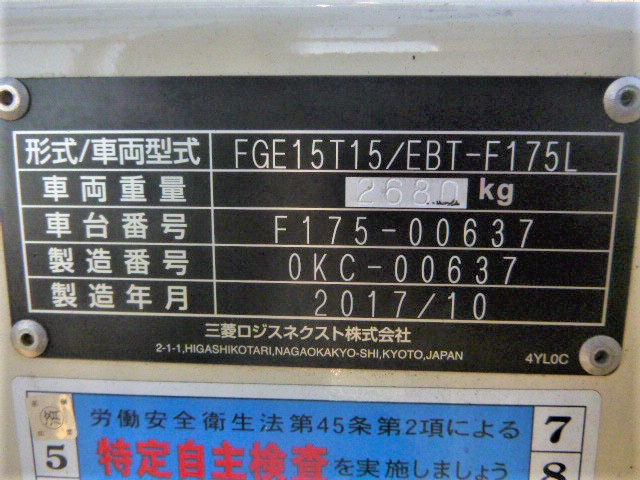 形式/車両型式 FGE15T15/EBT-F175L
車両重量 2680 kg
車台番号 F175-00637
製造番号 0KC-00637
製造年月 2017/10
三菱ロジスネクスト株式会社
2-1-1,HIGASHIKOTARI,NAGAOKAKYO-SHI,KYOTO,JAPAN 4YL0C
労働安全衛生法第45条第2項による 7
5 特定自主検査を実施しましょう 8